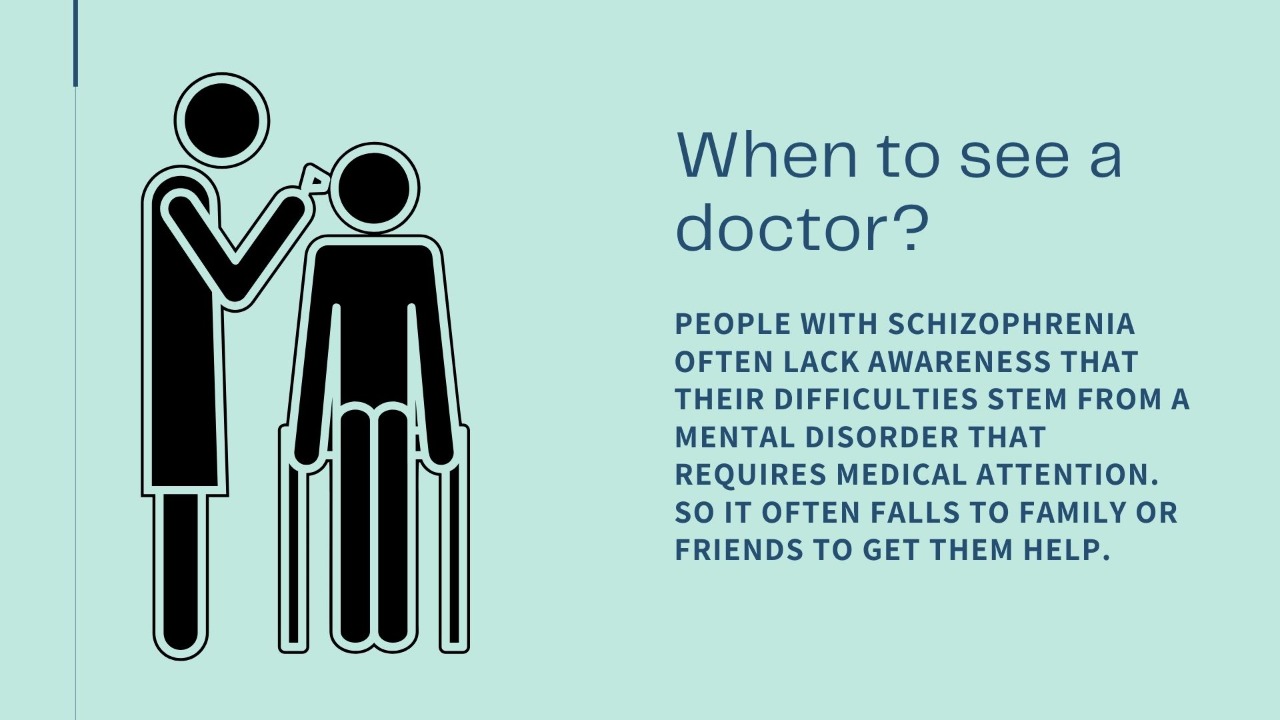 When to see a
doctor?
PEOPLE WITH SCHIZOPHRENIA
OFTEN LACK AWARENESS THAT
THEIR DIFFICULTIES STEM FROM A
MENTAL DISORDER THAT
REQUIRES MEDICAL ATTENTION.
SO IT OFTEN FALLS TO FAMILY OR
FRIENDS TO GET THEM HELP.